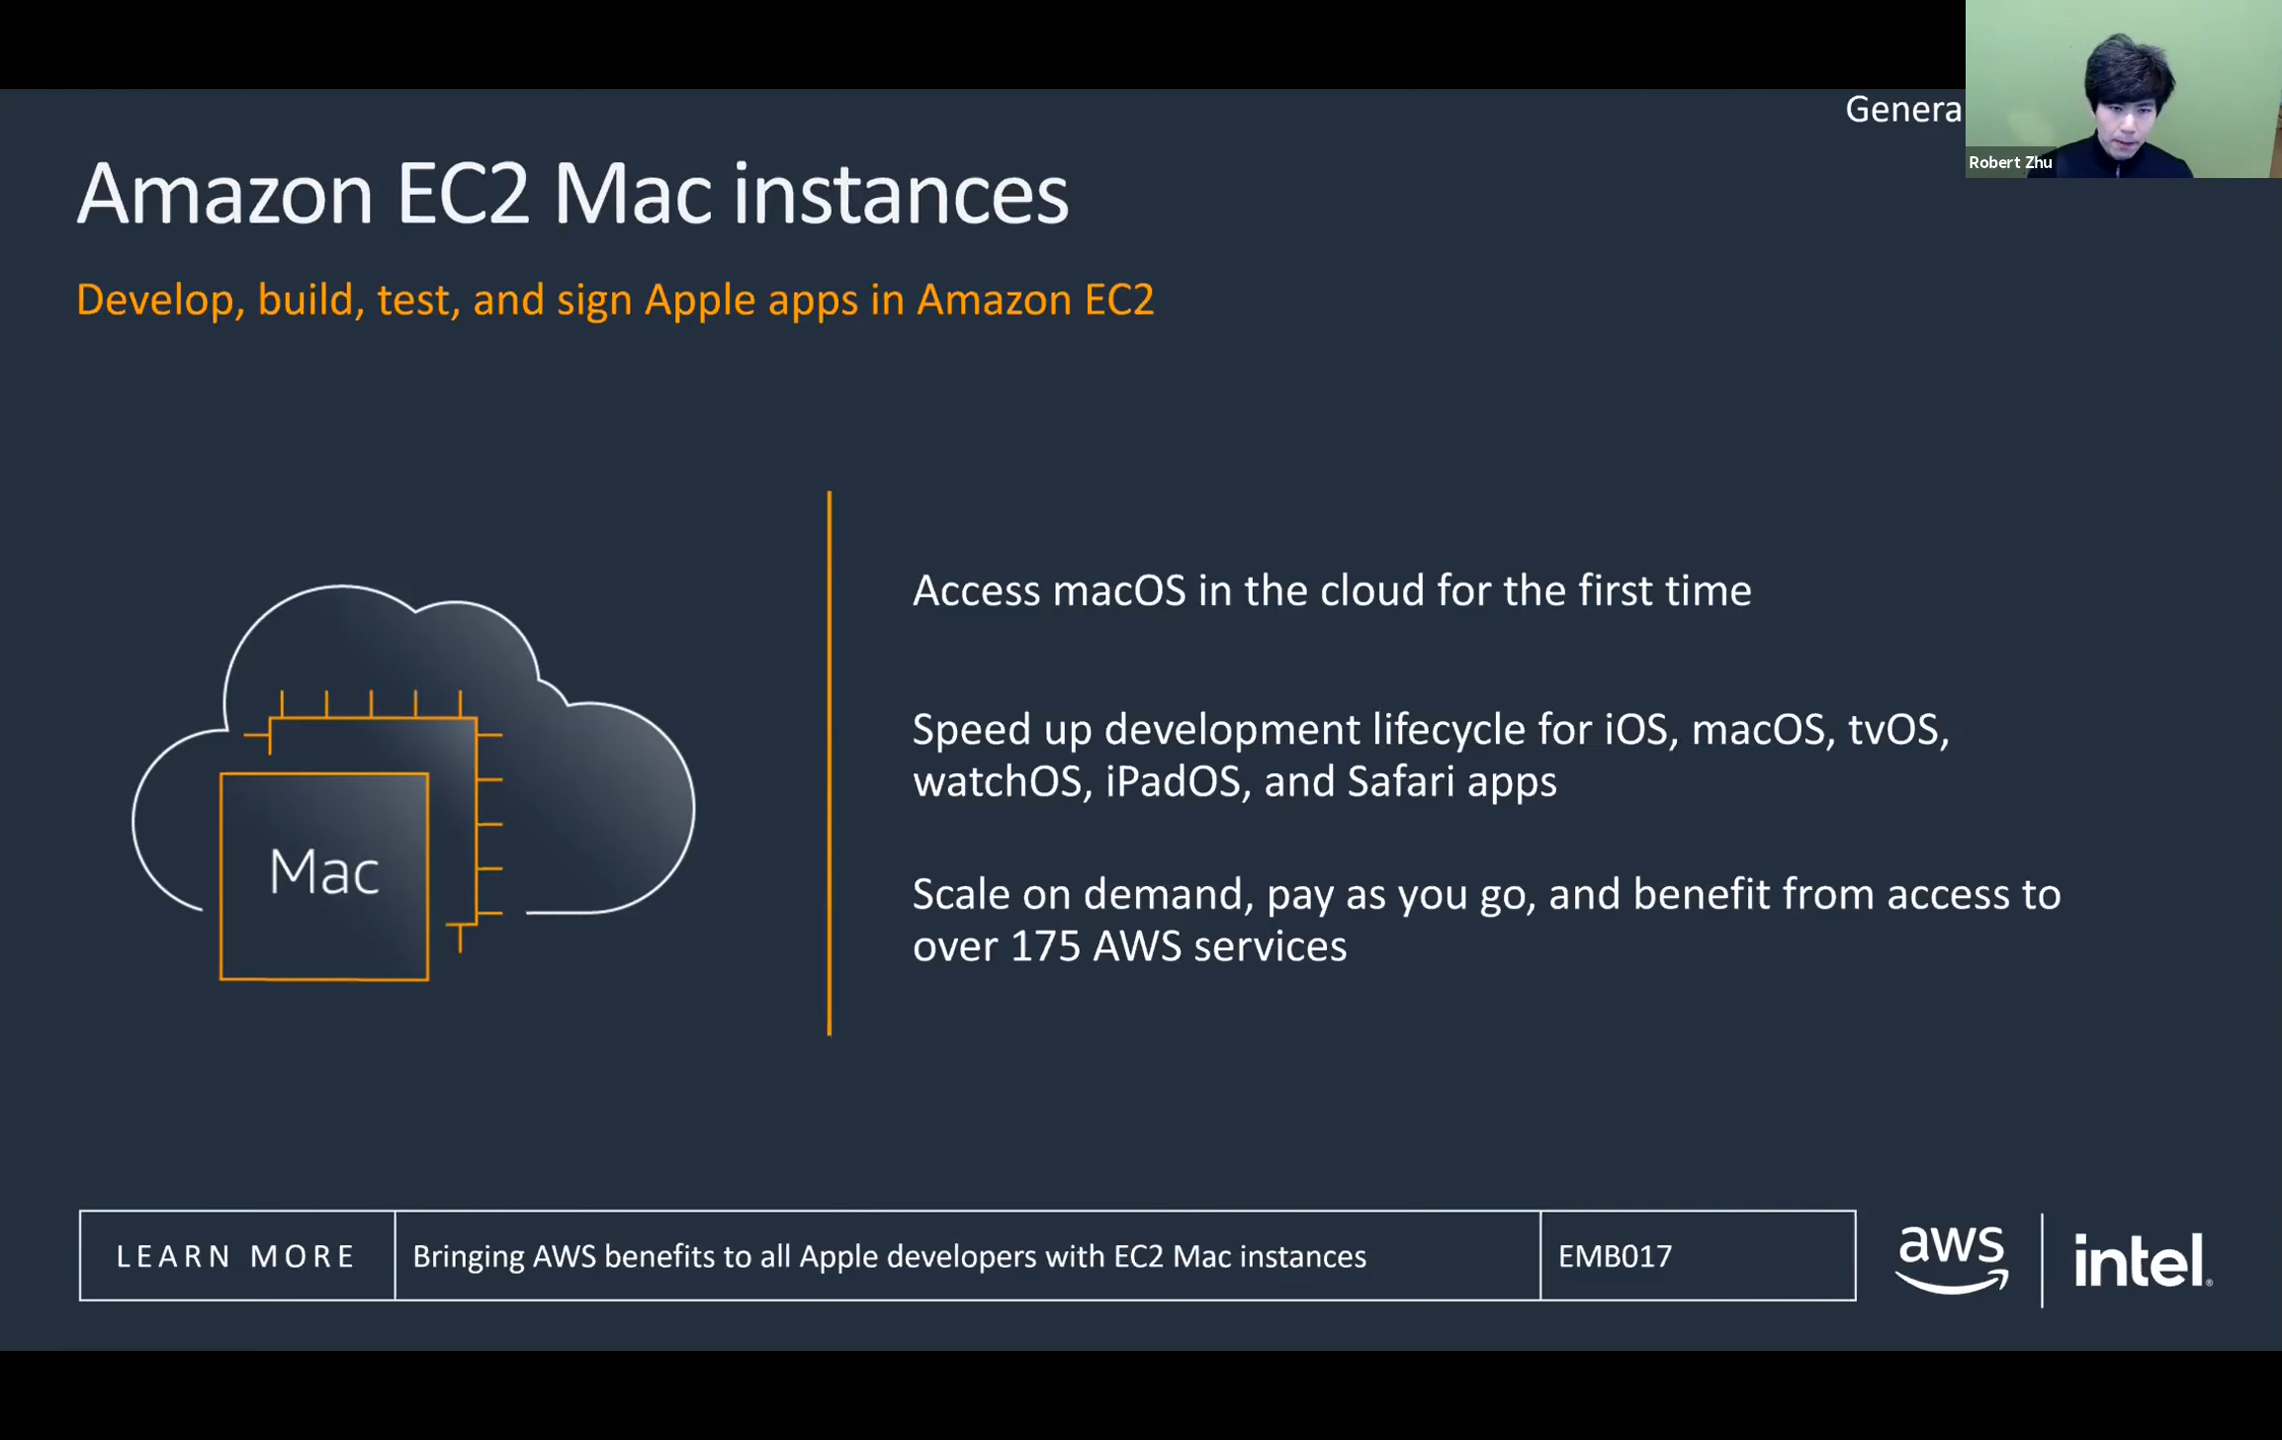 Genera
Robert Zhu
Amazon EC2 Mac instances
Develop, build, test, and sign Apple apps in Amazon EC2
Mac
Access macOS in the cloud for the first time
Speed up development lifecycle for iOS, macOS, tvOS,
watchOS, iPadOS, and Safari apps
Scale on demand, pay as you go, and benefit from access to
over 175 AWS services
LEARN MORE
Bringing AWS benefits to all Apple developers with EC2 Mac instances
EMB017
aws
intel